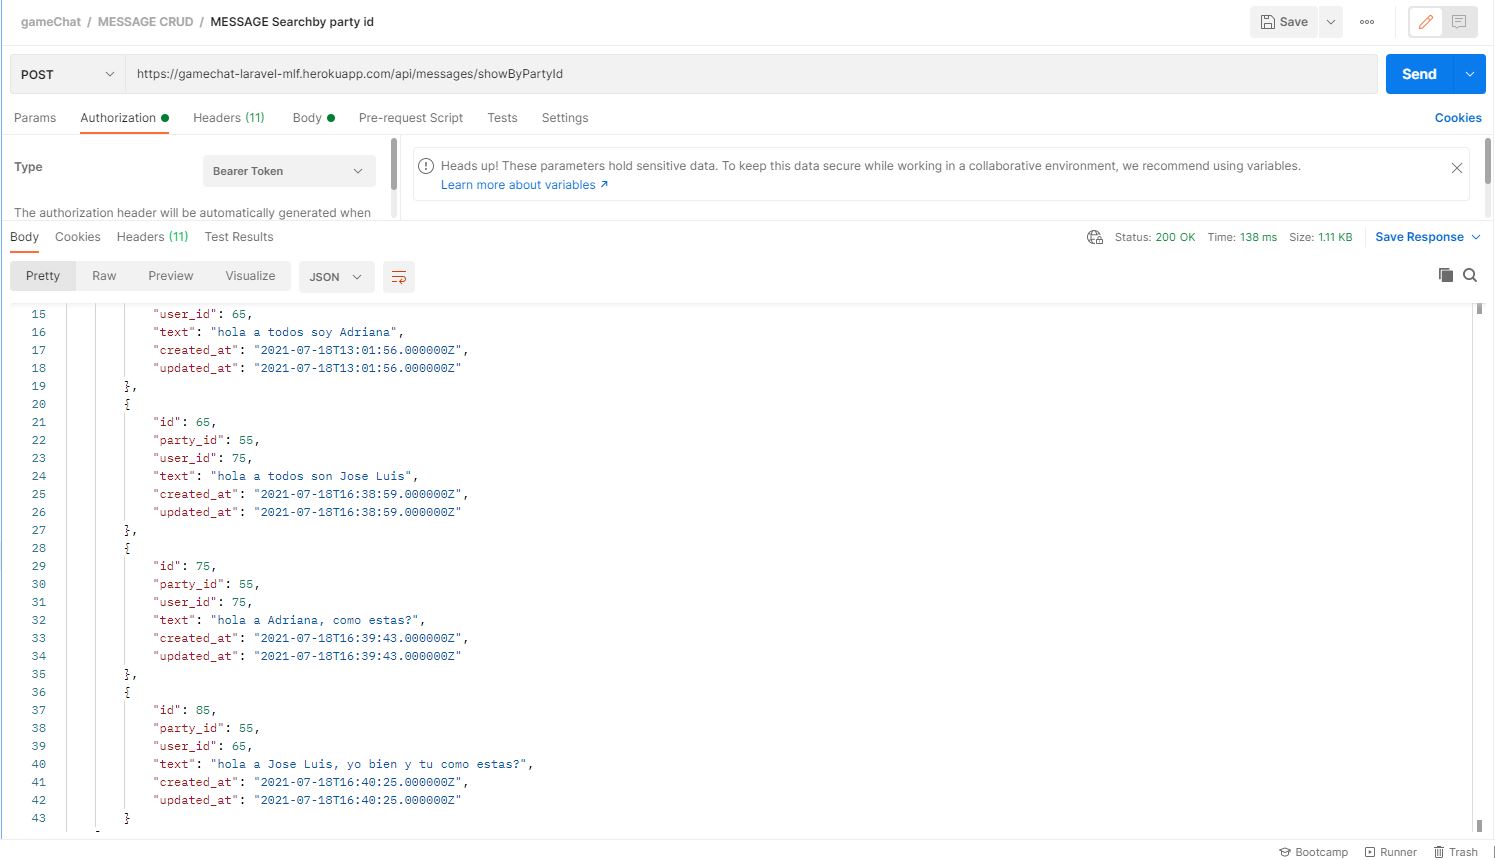 gameChat / MESSAGE CRUD / MESSAGE Searchby party id
Save
POST
https://gamechat-laravel-mlf.herokuapp.com/api/messages/showByPartyId
Send
Params Authorization Headers (11) Body Pre-request Script Tests Settings Cookies
Type
Bearer Token
The authorization header will be automatically generated when
Heads up! These parameters hold sensitive data. To keep this data secure while working in a collaborative environment, we recommend using variables.
Learn more about variables ↗
Body Cookies Headers (11) Test Results Status: 200 OK Time: 138 ms Size: 1.11 KB Save Response
Pretty Raw Preview Visualize JSON
15 "user_id": 65,
16 "text": "hola a todos soy Adriana",
17 "created_at": "2021-07-18T13:01:56.000000Z",
18 "updated_at": "2021-07-18T13:01:56.000000Z"
19 },
20 {
21 "id": 65,
22 "party_id": 55,
23 "user_id": 75,
24 "text": "hola a todos son Jose Luis",
25 "created_at": "2021-07-18T16:38:59.000000Z",
26 "updated_at": "2021-07-18T16:38:59.000000Z"
27 },
28 {
29 "id": 75,
30 "party_id": 55,
31 "user_id": 75,
32 "text": "hola a Adriana, como estas?",
33 "created_at": "2021-07-18T16:39:43.000000Z",
34 "updated_at": "2021-07-18T16:39:43.000000Z"
35 },
36 {
37 "id": 85,
38 "party_id": 55,
39 "user_id": 65,
40 "text": "hola a Jose Luis, yo bien y tu como estas?",
41 "created_at": "2021-07-18T16:40:25.000000Z",
42 "updated_at": "2021-07-18T16:40:25.000000Z"
43 }
Bootcamp Runner Trash